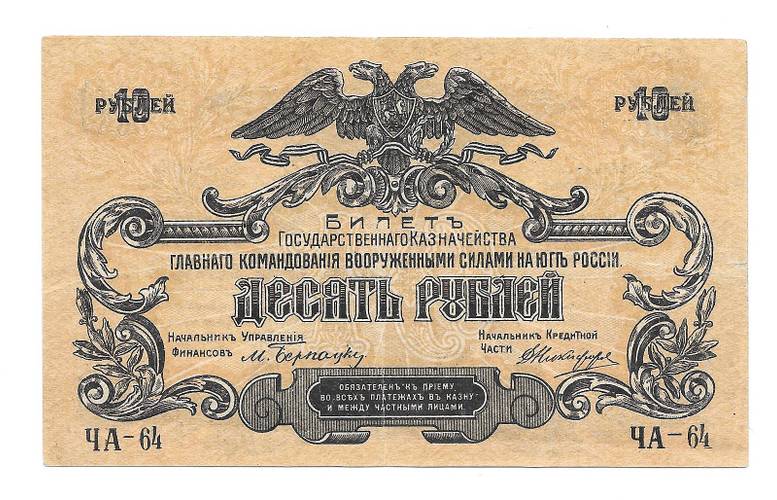 10 РУБЛЕЙ
10 РУБЛЕЙ
БИЛЕТЪ
ГОСУДАРСТВЕННАГО КАЗНАЧЕЙСТВА
ГЛАВНАГО КОМАНДОВАНІЯ ВООРУЖЕННЫМИ СИЛАМИ НА ЮГѢ РОССІИ.
ДЕСЯТЬ РУБЛЕЙ
НАЧАЛЬНИКЪ УПРАВЛЕНІЯ
ФИНАНСОВЪ
НАЧАЛЬНИКЪ КРЕДИТНОЙ
ЧАСТИ
ОБЯЗАТЕЛЕНЪ КЪ ПРІЕМУ
ВО ВСѢХЪ ПЛАТЕЖАХЪ ВЪ КАЗНУ
И МЕЖДУ ЧАСТНЫМИ ЛИЦАМИ.
ЧА-64
ЧА-64